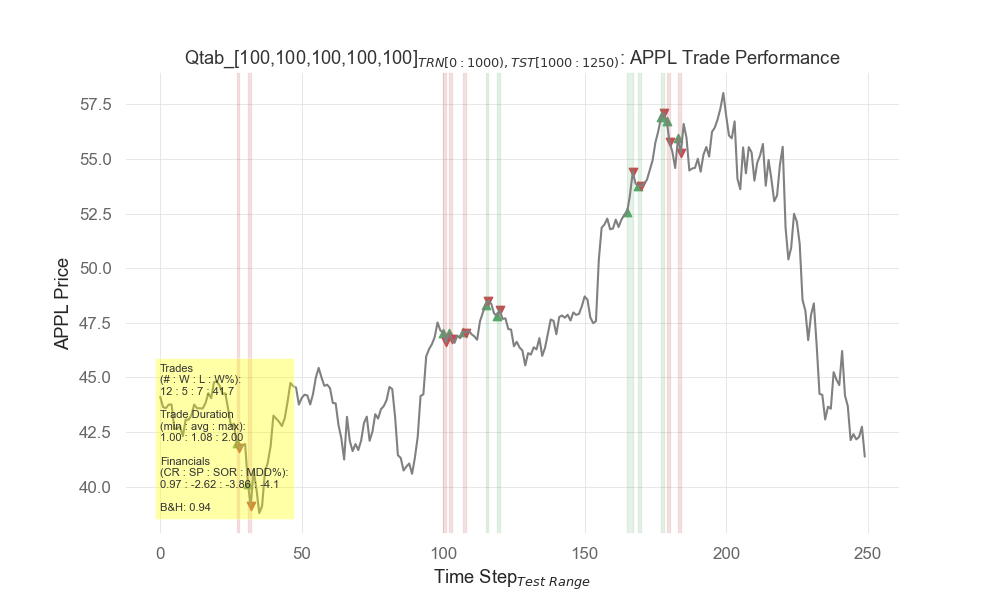 Qtab_[100,100,100,100,100]TRN[0 : 1000), TST[1000 : 1250): APPL Trade Performance
57.5
55.0
52.5
50.0
47.5
45.0
42.5
40.0
APPL Price
Trades
(# : W : L : W%):
12 : 5 : 7 : 41.7
Trade Duration
(min : avg : max):
1.00 : 1.08 : 2.00
Financials
(CR : SP : SOR : MDD%):
0.97 : -2.62 : -3.86 : -4.1
B&H: 0.94
0 50 100 150 200 250
Time StepTest Range